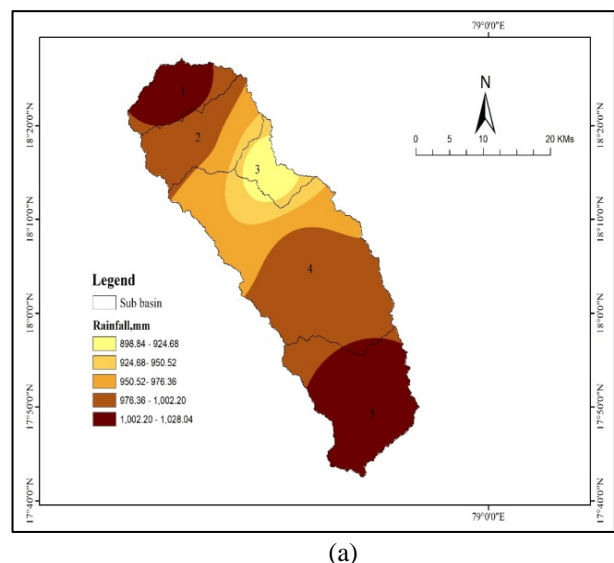 79°0'0"E
N
0 5 10 20 KMs
18°20'0"N
18°10'0"N
18°0'0"N
17°50'0"N
17°40'0"N
1
2
3
4
5
Legend
Sub basin
Rainfall,mm
898.84 - 924.68
924.68- 950.52
950.52 - 976.36
976.36 - 1,002.20
1,002.20 - 1,028.04
18°20'0"N
18°10'0"N
18°0'0"N
17°50'0"N
17°40'0"N
79°0'0"E
(a)